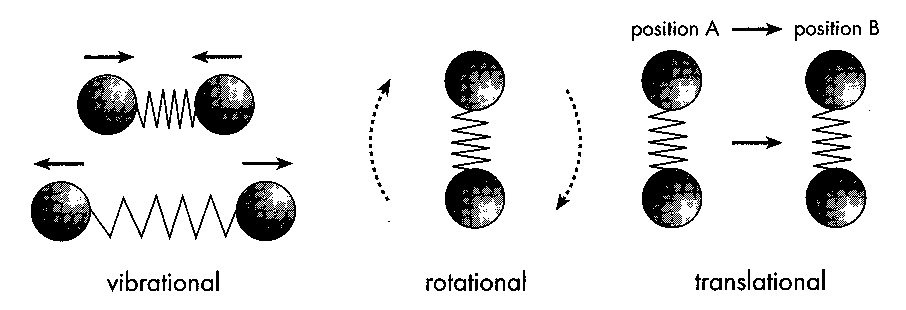 position A
position B
vibrational
rotational
translational